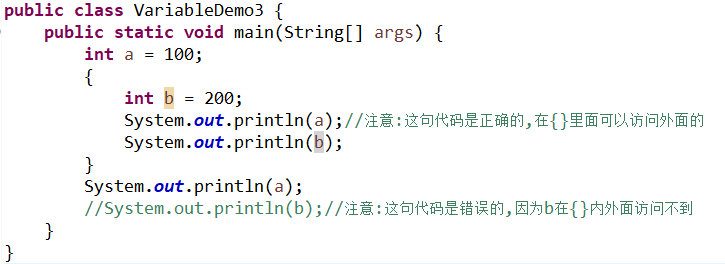 public class VariableDemo3 {
    public static void main(String[] args) {
        int a = 100;
        {
            int b = 200;
            System.out.println(a);//注意:这句代码是正确的,在{}里面可以访问外面的
            System.out.println(b);
        }
        System.out.println(a);
        //System.out.println(b);//注意:这句代码是错误的,因为b在{}内外面访问不到
    }
}